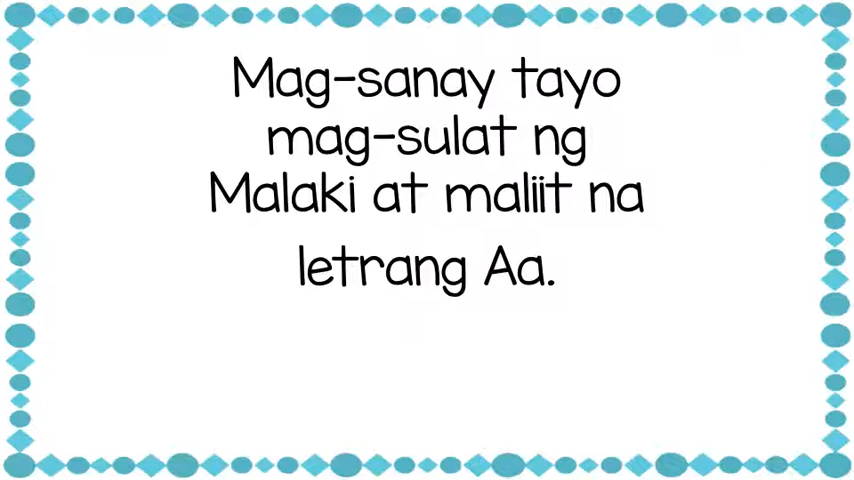 Mag-sanay tayo
mag-sulat ng
Malaki at maliit na
letrang Aa.